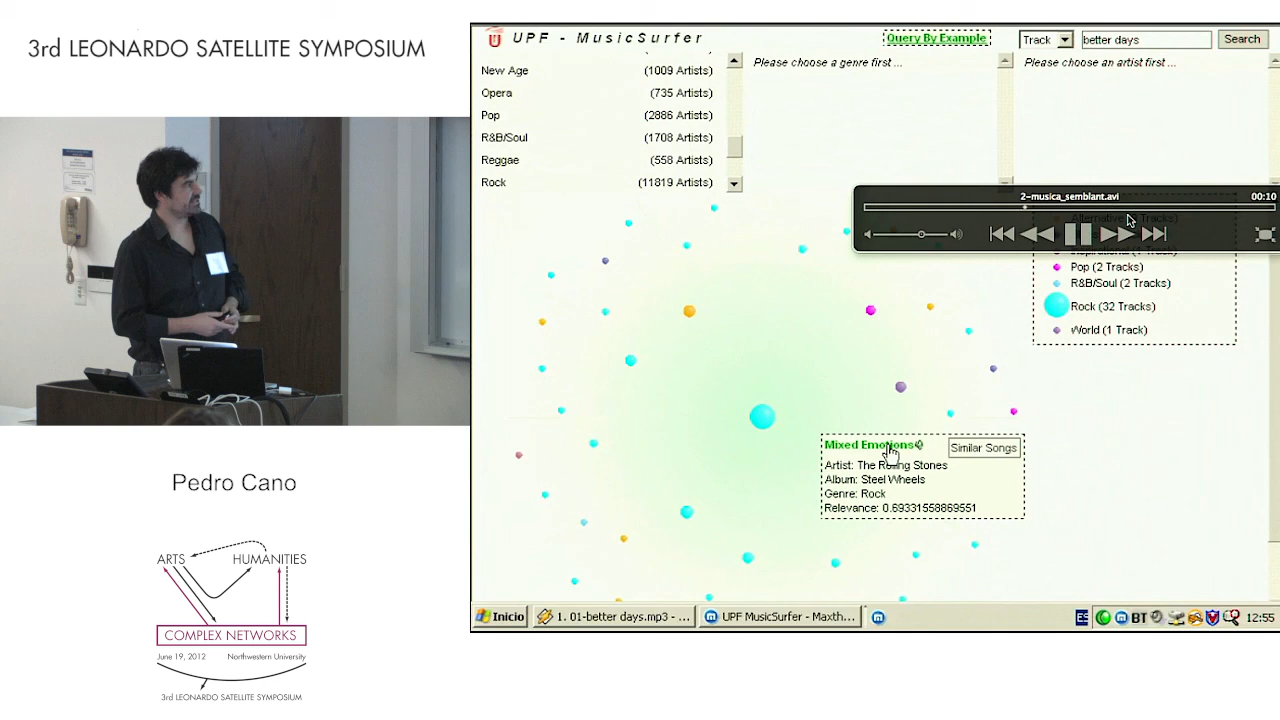 3rd LEONARDO SATELLITE SYMPOSIUM
UPF - MusicSurfer
Query By Example
Track
better days
Search
New Age (1009 Artists)
Opera (735 Artists)
Pop (2886 Artists)
R&B/Soul (1708 Artists)
Reggae (558 Artists)
Rock (11819 Artists)
Please choose a genre first ...
Please choose an artist first ...
2-musica_semblant.avi
00:10
Pop (2 Tracks)
R&B/Soul (2 Tracks)
Rock (32 Tracks)
World (1 Track)
Mixed Emotions
Similar Songs
Artist: The Rolling Stones
Album: Steel Wheels
Genre: Rock
Relevance: 0.69331558869551
Inicio
1. 01-better days.mp3 - ...
UPF MusicSurfer - Maxth...
ES
BT
12:55
Pedro Cano
ARTS
HUMANITIES
COMPLEX NETWORKS
June 19, 2012
Northwestern University
3rd LEONARDO SATELLITE SYMPOSIUM